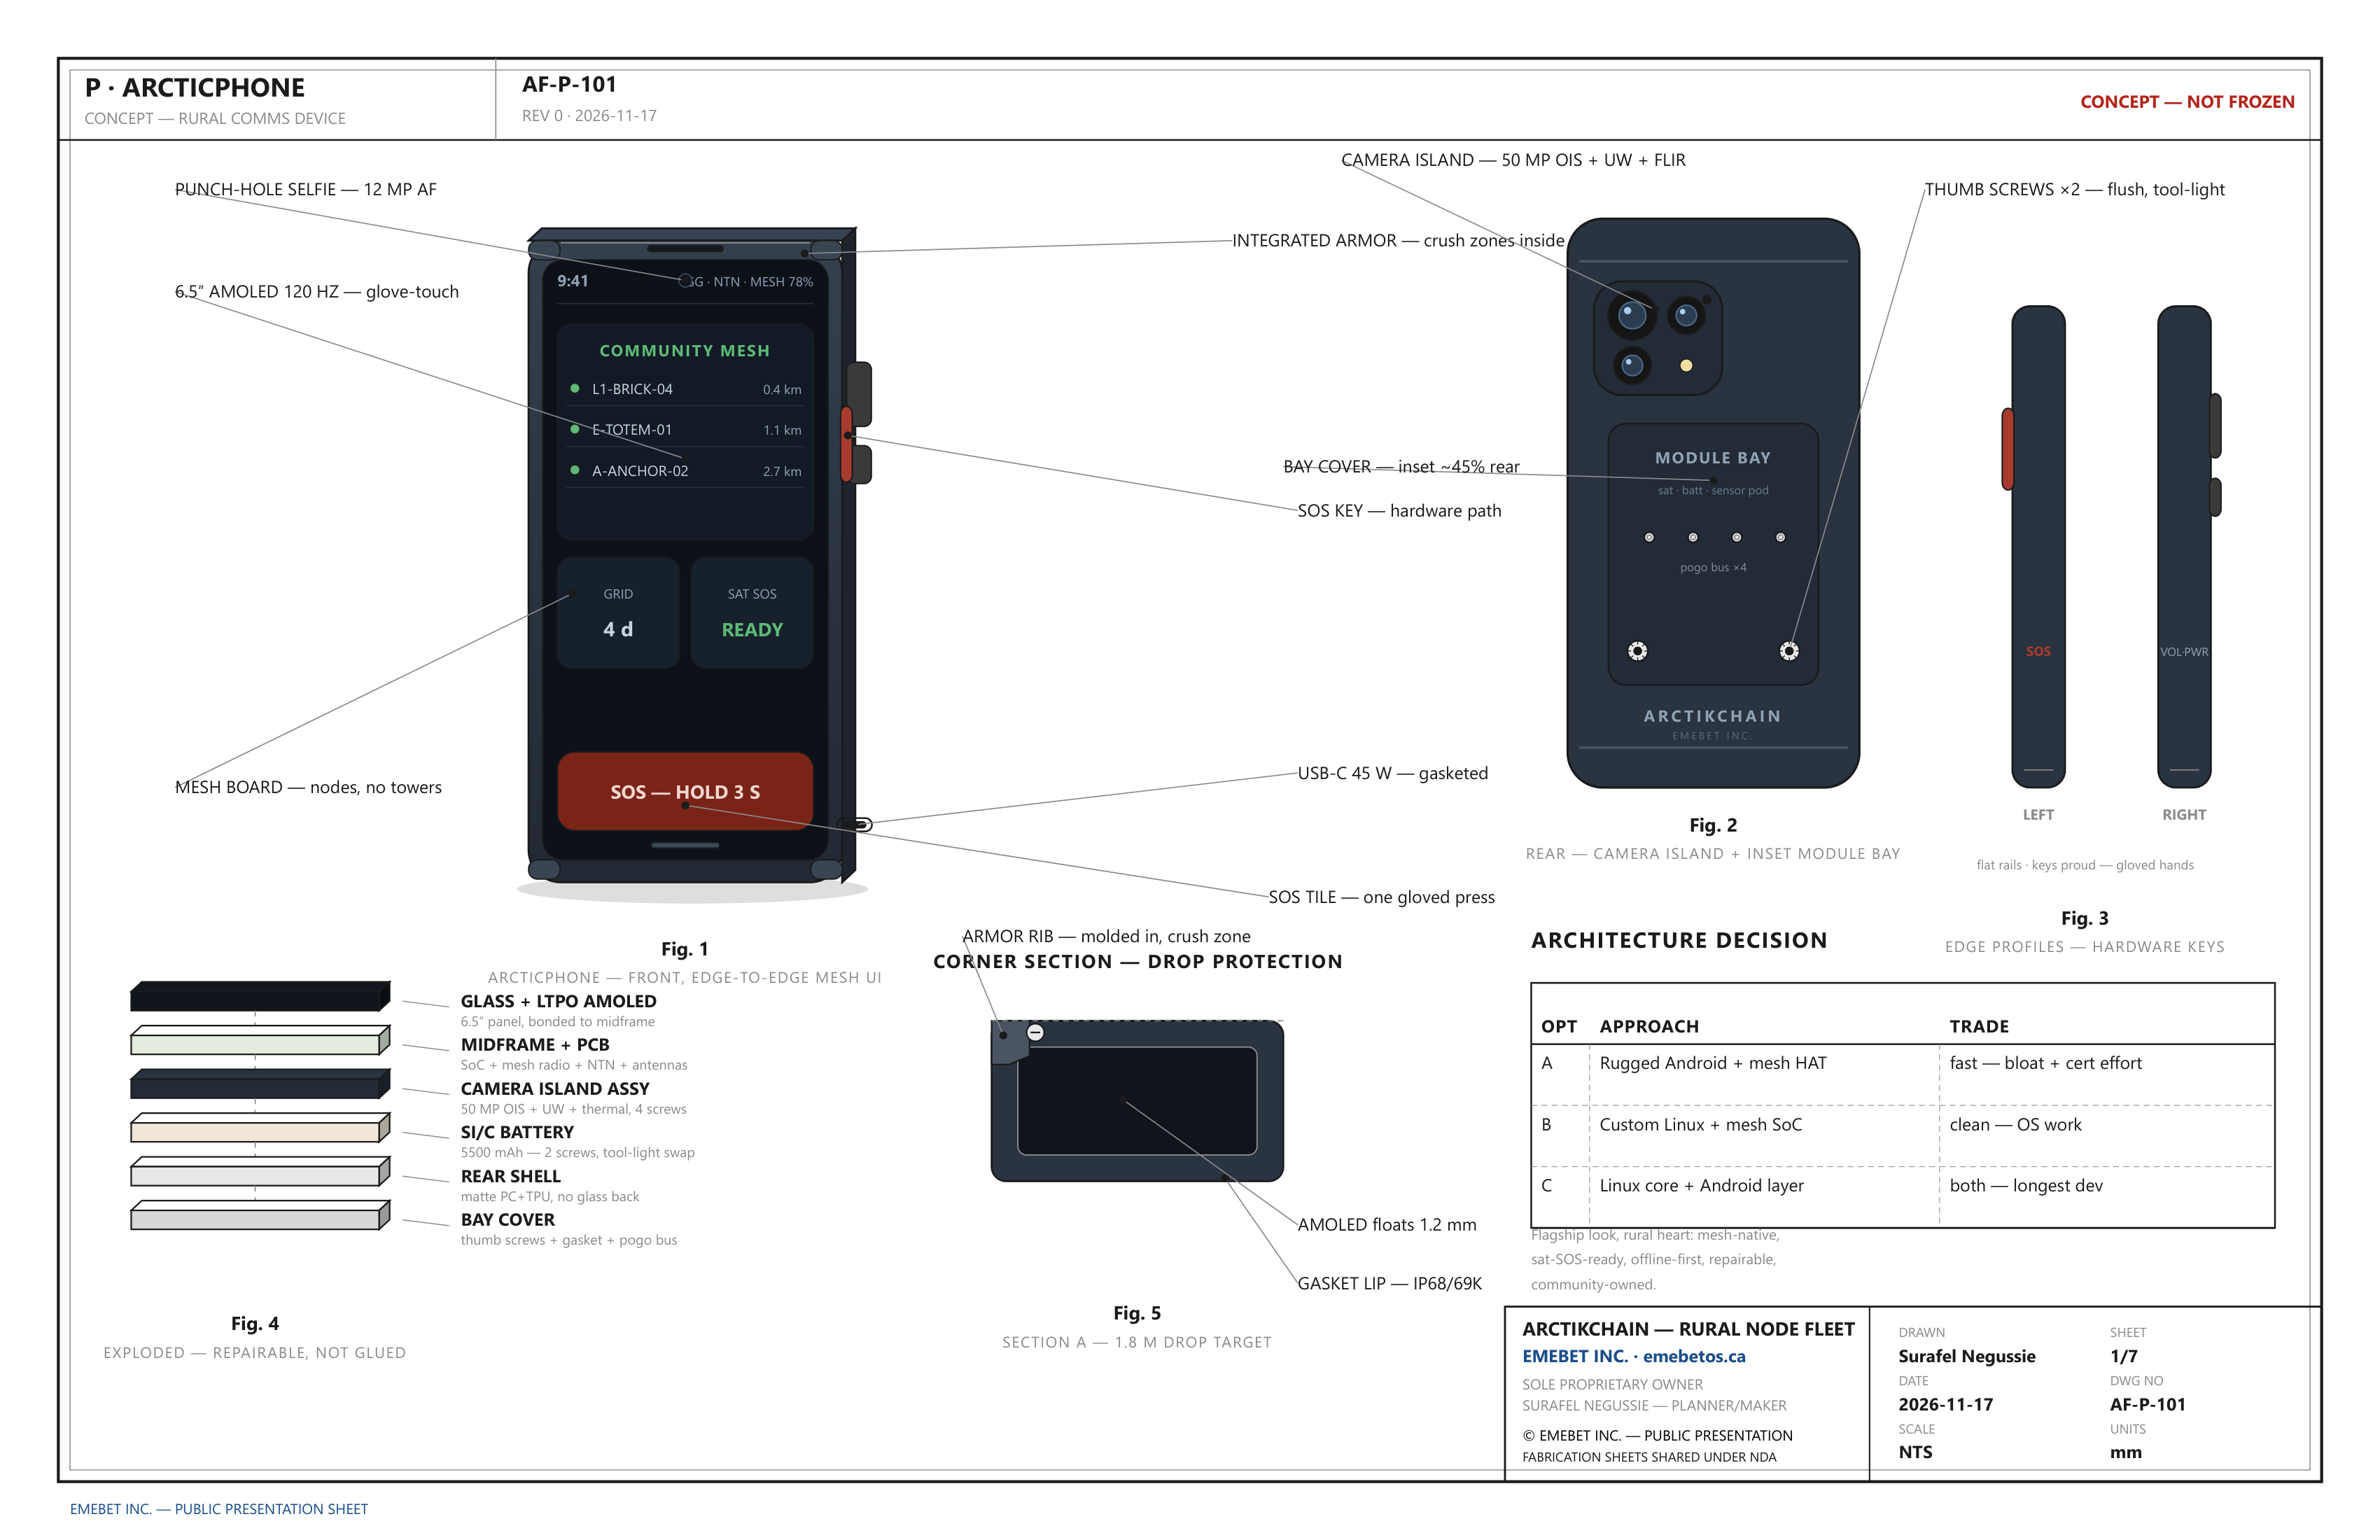 P · ARCTICPHONE
CONCEPT — RURAL COMMS DEVICE
AF-P-101
REV 0 · 2026-11-17
CONCEPT — NOT FROZEN
PUNCH-HOLE SELFIE — 12 MP AF
6.5" AMOLED 120 HZ — glove-touch
MESH BOARD — nodes, no towers
9:41
5G · NTN · MESH 78%
COMMUNITY MESH
L1-BRICK-04 0.4 km
E-TOTEM-01 1.1 km
A-ANCHOR-02 2.7 km
GRID
4 d
SAT SOS
READY
SOS — HOLD 3 S
INTEGRATED ARMOR — crush zones inside
SOS KEY — hardware path
USB-C 45 W — gasketed
SOS TILE — one gloved press
Fig. 1
ARCTICPHONE — FRONT, EDGE-TO-EDGE MESH UI
CAMERA ISLAND — 50 MP OIS + UW + FLIR
BAY COVER — inset ~45% rear
THUMB SCREWS ×2 — flush, tool-light
MODULE BAY
sat · batt · sensor pod
pogo bus ×4
ARCTIKCHAIN
EMEBET INC.
Fig. 2
REAR — CAMERA ISLAND + INSET MODULE BAY
SOS
VOL·PWR
LEFT
RIGHT
flat rails · keys proud — gloved hands
Fig. 3
EDGE PROFILES — HARDWARE KEYS
GLASS + LTPO AMOLED
6.5" panel, bonded to midframe
MIDFRAME + PCB
SoC + mesh radio + NTN + antennas
CAMERA ISLAND ASSY
50 MP OIS + UW + thermal, 4 screws
SI/C BATTERY
5500 mAh — 2 screws, tool-light swap
REAR SHELL
matte PC+TPU, no glass back
BAY COVER
thumb screws + gasket + pogo bus
Fig. 4
EXPLODED — REPAIRABLE, NOT GLUED
ARMOR RIB — molded in, crush zone
CORNER SECTION — DROP PROTECTION
AMOLED floats 1.2 mm
GASKET LIP — IP68/69K
Fig. 5
SECTION A — 1.8 M DROP TARGET
ARCHITECTURE DECISION
OPT APPROACH TRADE
A Rugged Android + mesh HAT fast — bloat + cert effort
B Custom Linux + mesh SoC clean — OS work
C Linux core + Android layer both — longest dev
Flagship look, rural heart: mesh-native,
sat-SOS-ready, offline-first, repairable,
community-owned.
ARCTIKCHAIN — RURAL NODE FLEET
EMEBET INC. · emebetos.ca
SOLE PROPRIETARY OWNER
SURAFEL NEGUSSIE — PLANNER/MAKER
© EMEBET INC. — PUBLIC PRESENTATION
FABRICATION SHEETS SHARED UNDER NDA
DRAWN
Surafel Negussie
DATE
2026-11-17
SCALE
NTS
SHEET
1/7
DWG NO
AF-P-101
UNITS
mm
EMEBET INC. — PUBLIC PRESENTATION SHEET